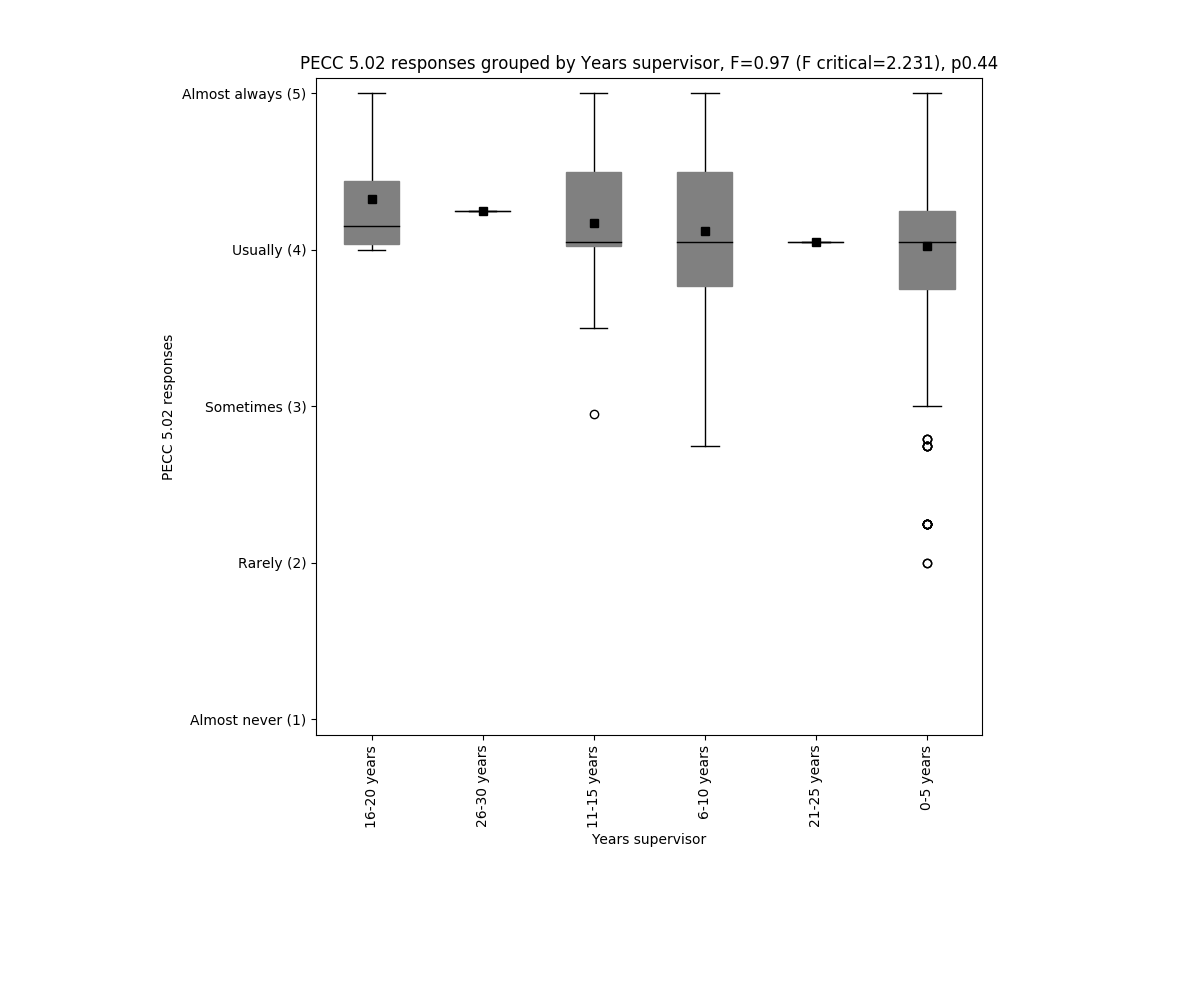 PECC 5.02 responses grouped by Years supervisor, F=0.97 (F critical=2.231), p0.44
Almost always (5)
Usually (4)
Sometimes (3)
Rarely (2)
Almost never (1)
PECC 5.02 responses
16-20 years
26-30 years
11-15 years
6-10 years
21-25 years
0-5 years
Years supervisor